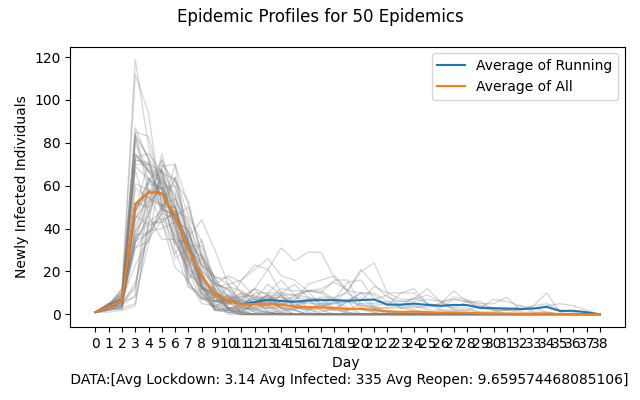 Epidemic Profiles for 50 Epidemics
120
100
80
60
40
20
0
Newly Infected Individuals
Average of Running
Average of All
0 1 2 3 4 5 6 7 8 9 10 11 12 13 14 15 16 17 18 19 20 21 22 23 24 25 26 27 28 29 30 31 32 33 34 35 36 37 38
Day
DATA:[Avg Lockdown: 3.14 Avg Infected: 335 Avg Reopen: 9.659574468085106]